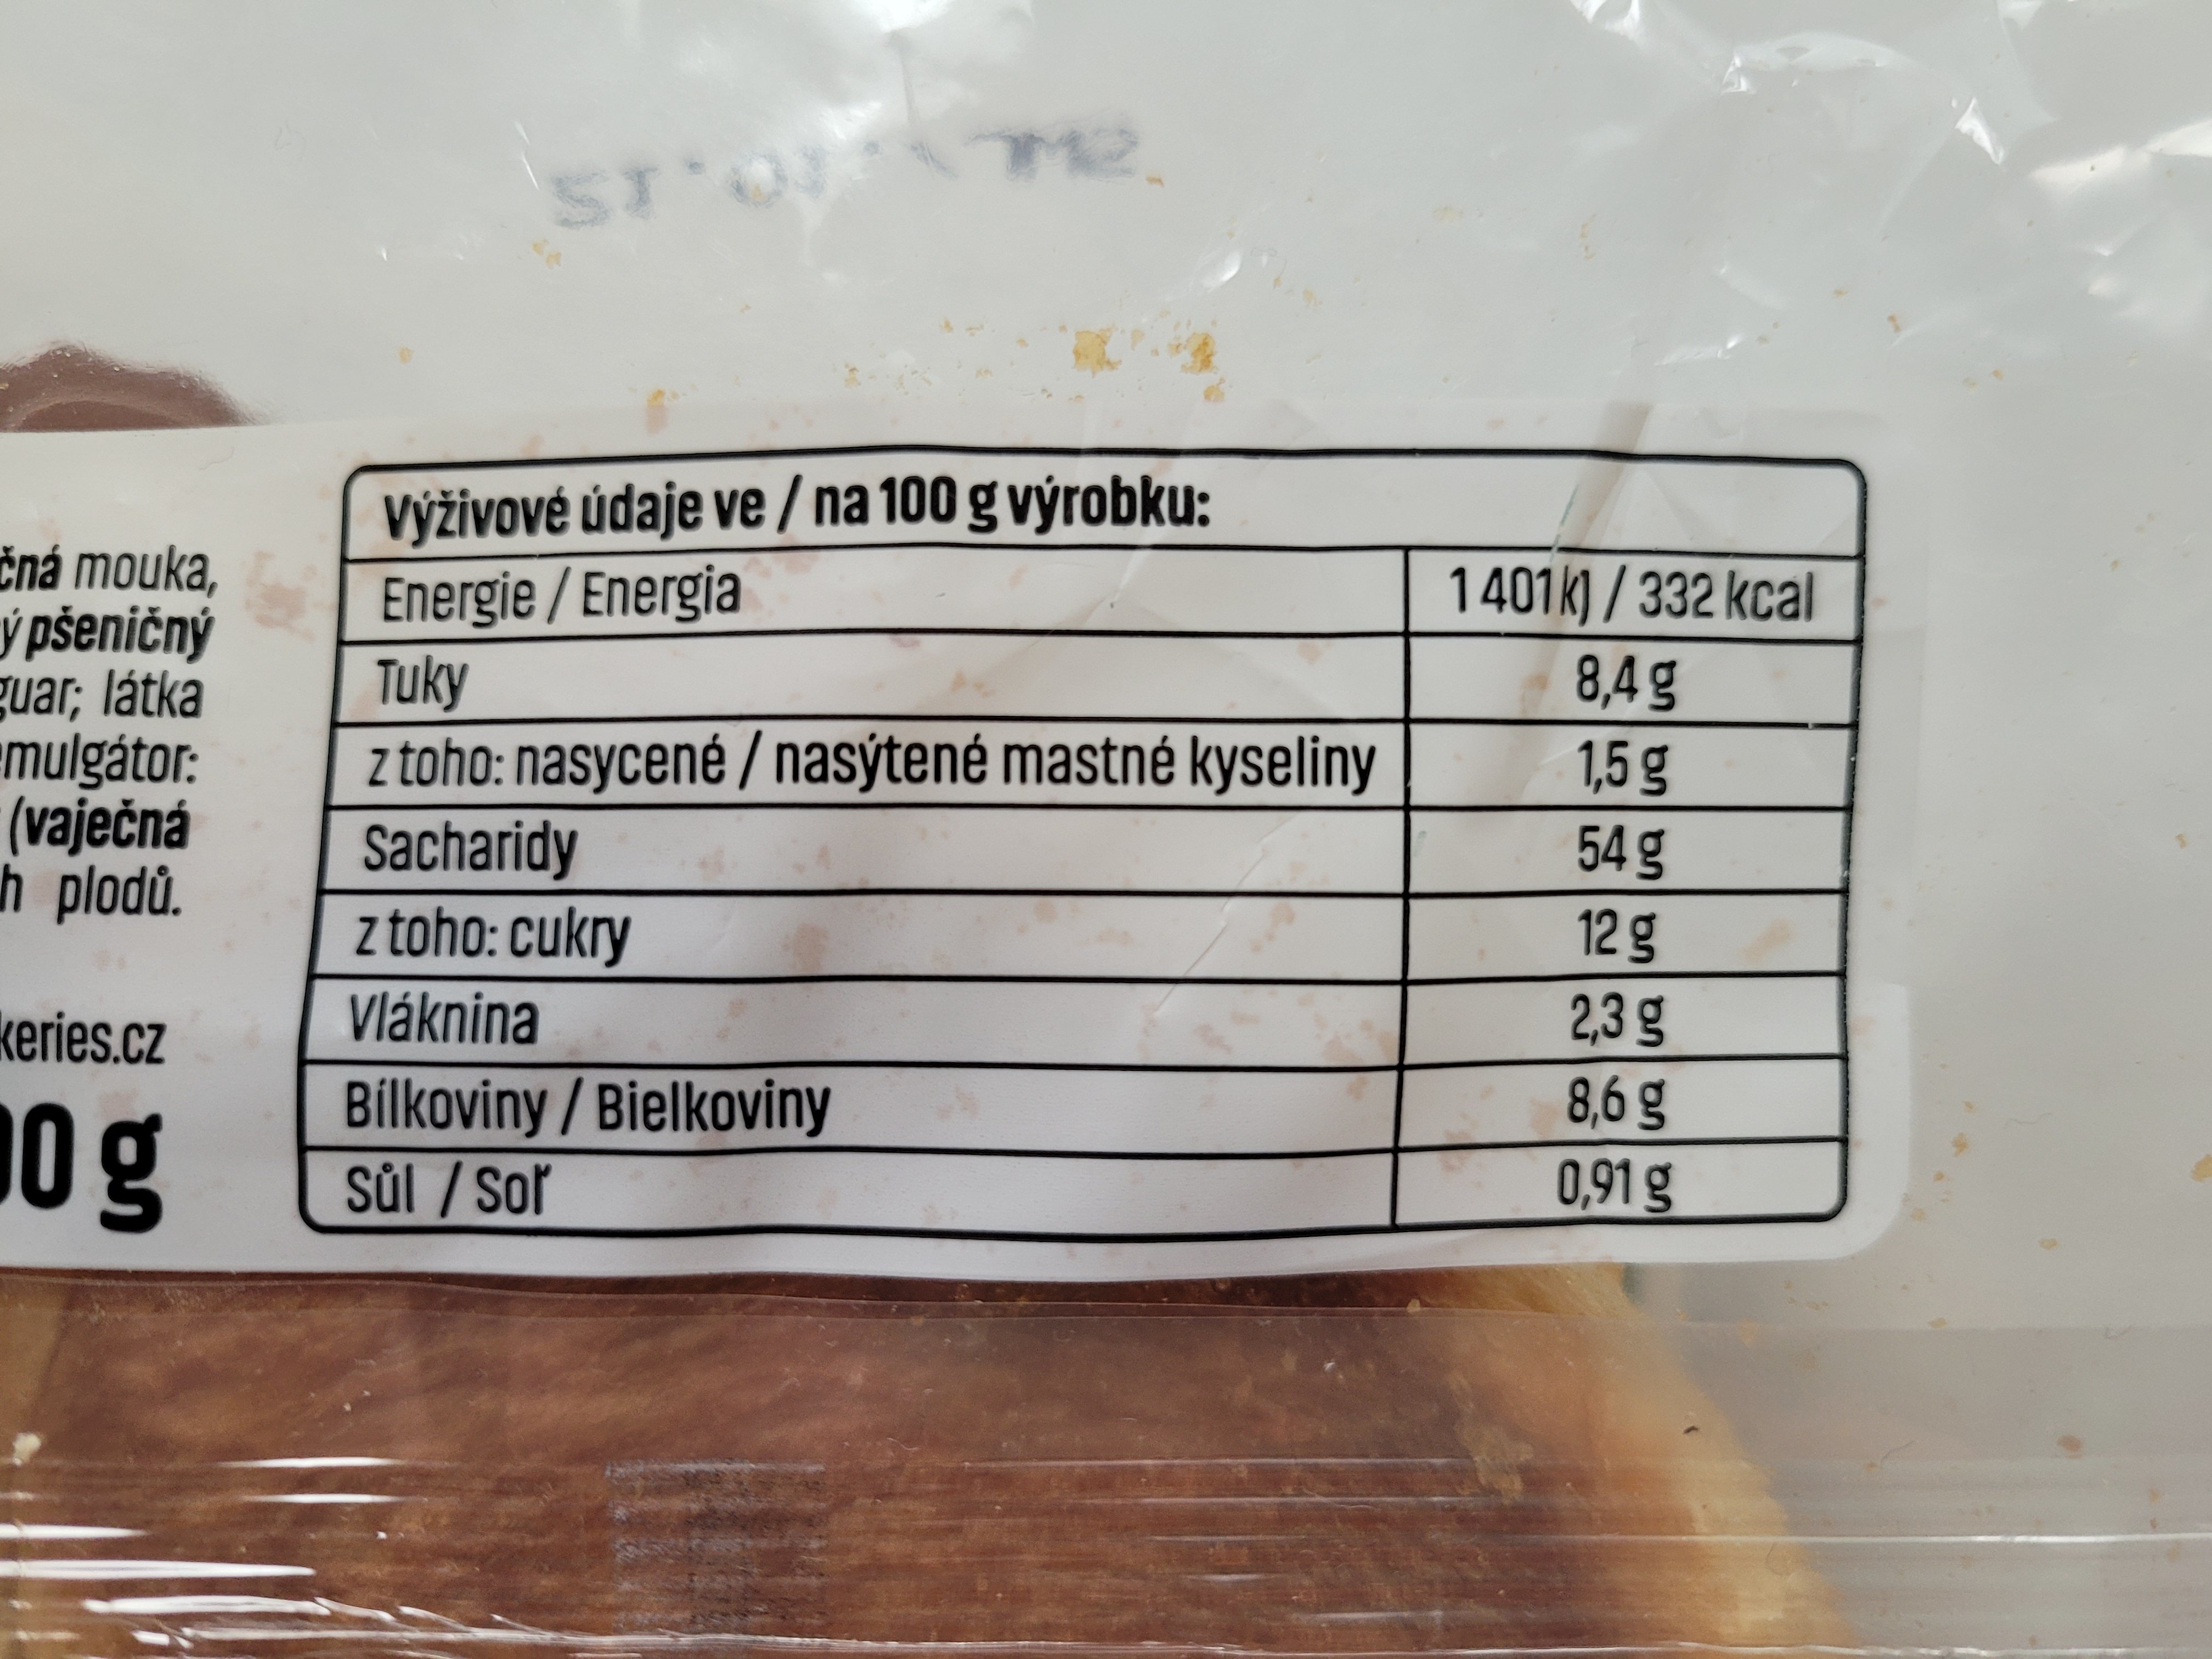 čná mouka,
ý pšeničný
guar; látka
emulgátor:
(vaječná
h plodů.
keries.cz
00 g
Výživové údaje ve / na 100 g výrobku:
Energie / Energia 1 401 kJ / 332 kcal
Tuky 8,4 g
z toho: nasycené / nasýtené mastné kyseliny 1,5 g
Sacharidy 54 g
z toho: cukry 12 g
Vláknina 2,3 g
Bílkoviny / Bielkoviny 8,6 g
Sůl / Soľ 0,91 g